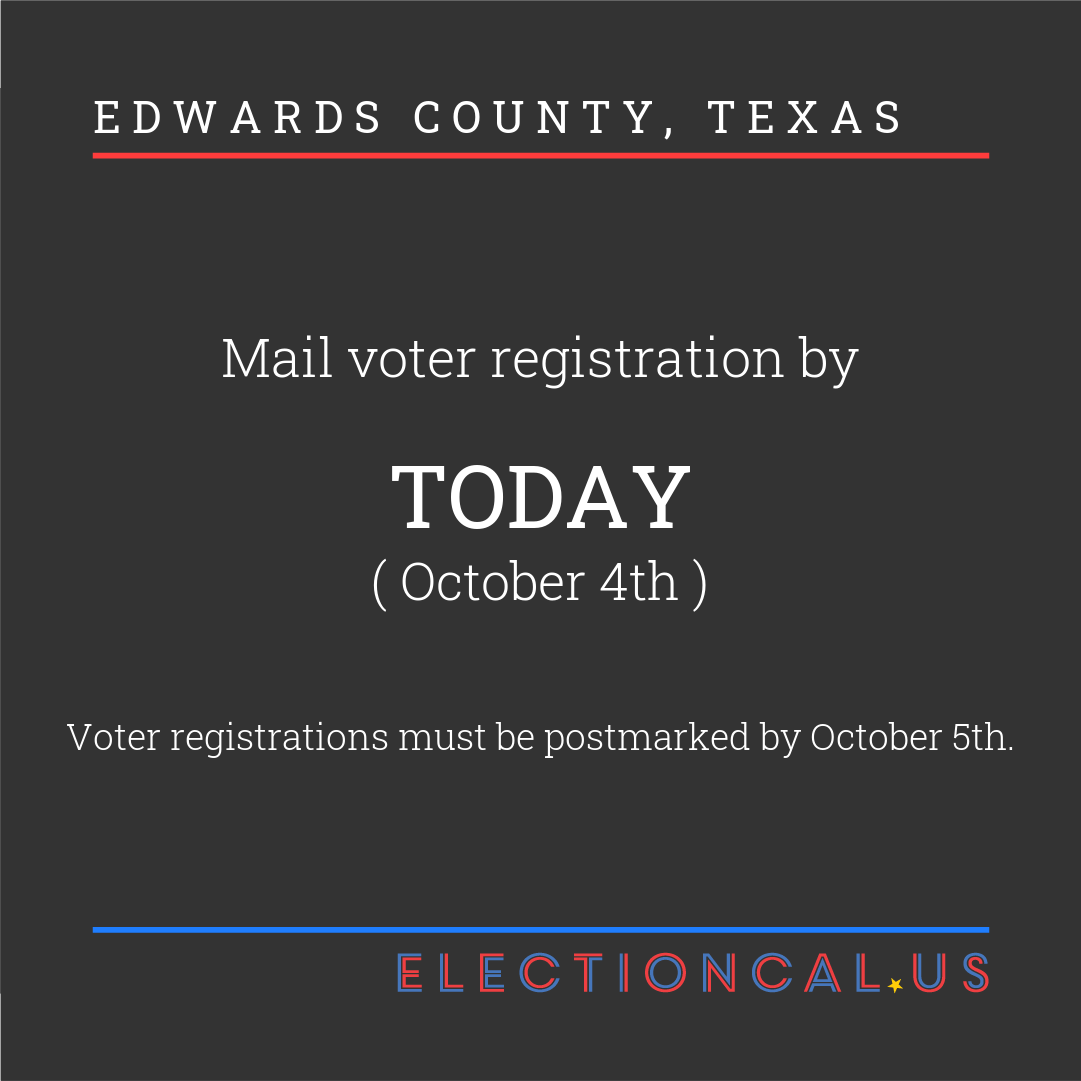 EDWARDS COUNTY, TEXAS
Mail voter registration by
TODAY
( October 4th )
Voter registrations must be postmarked by October 5th.
ELECTIONCAL.US